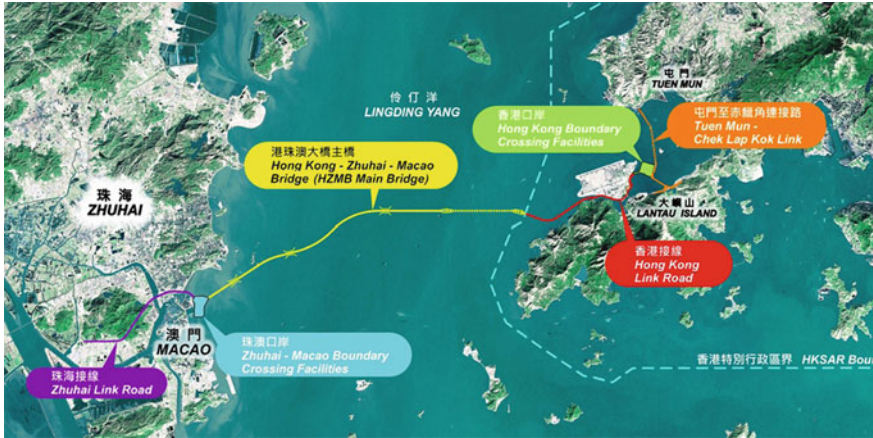 屯門
TUEN MUN
伶仃洋
LINGDING YANG
香港口岸
Hong Kong Boundary
Crossing Facilities
屯門至赤鱲角連接路
Tuen Mun -
Chek Lap Kok Link
港珠澳大橋主橋
Hong Kong - Zhuhai - Macao
Bridge (HZMB Main Bridge)
珠海
ZHUHAI
大嶼山
LANTAU ISLAND
香港接線
Hong Kong
Link Road
澳門
MACAO
珠澳口岸
Zhuhai - Macao Boundary
Crossing Facilities
香港特別行政區界 HKSAR Bou
珠海接線
Zhuhai Link Road